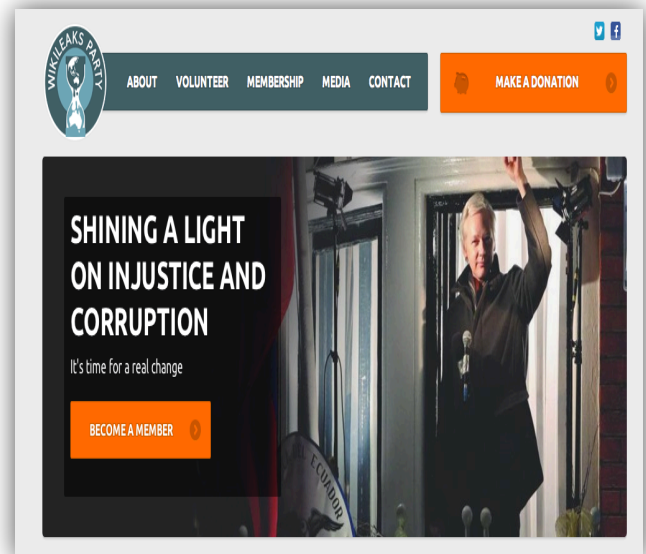 WIKILEAKS PARTY
ABOUT VOLUNTEER MEMBERSHIP MEDIA CONTACT
MAKE A DONATION
SHINING A LIGHT
ON INJUSTICE AND
CORRUPTION
It's time for a real change
BECOME A MEMBER
ECUADOR